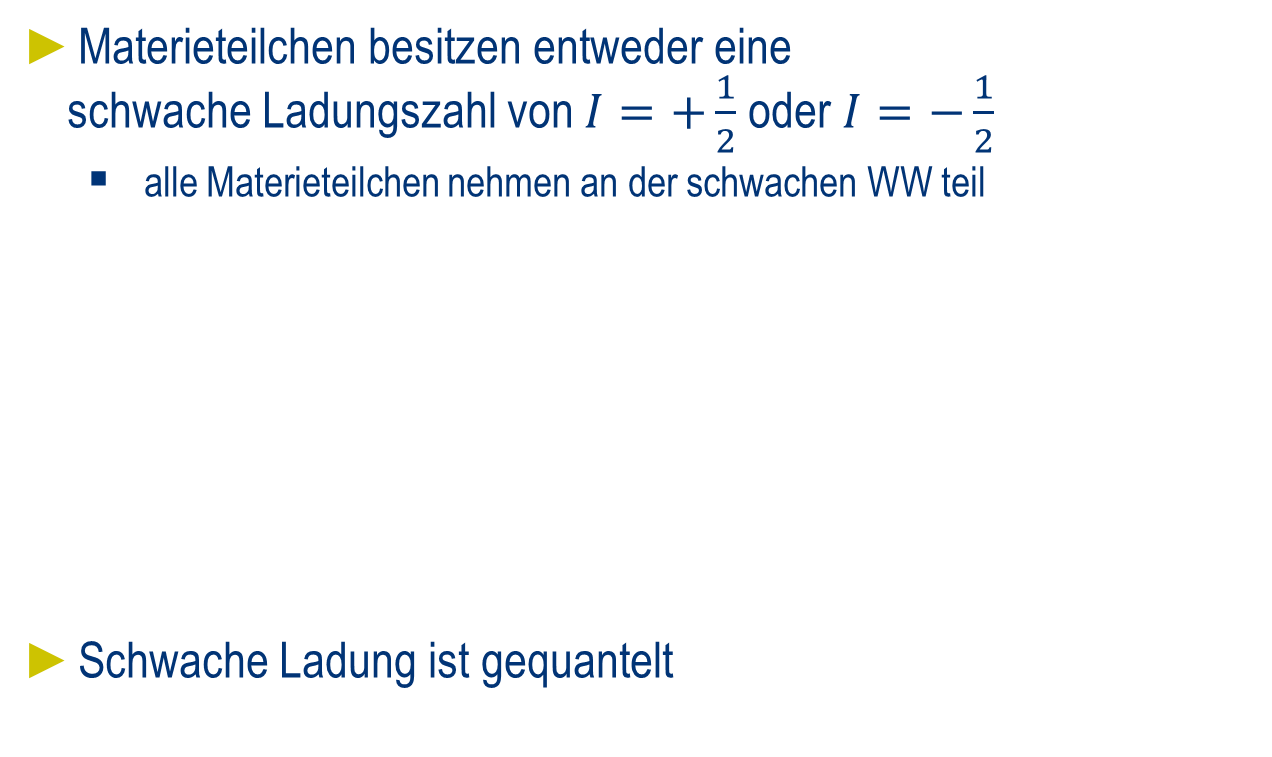 ► Materieteilchen besitzen entweder eine
schwache Ladungszahl von I = +1/2 oder I = −1/2
▪ alle Materieteilchen nehmen an der schwachen WW teil
► Schwache Ladung ist gequantelt